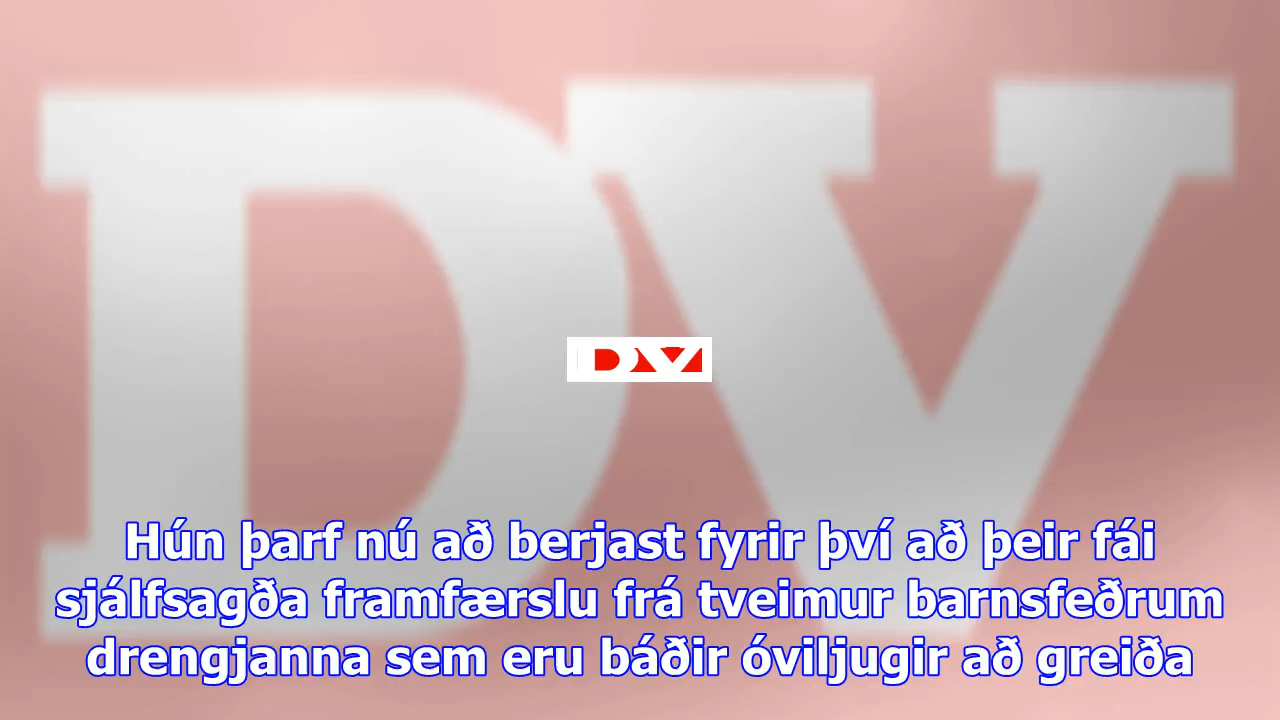 DV
DV
Hún þarf nú að berjast fyrir því að þeir fái
sjálfsagða framfærslu frá tveimur barnsfeðrum
drengjanna sem eru báðir óviljugir að greiða